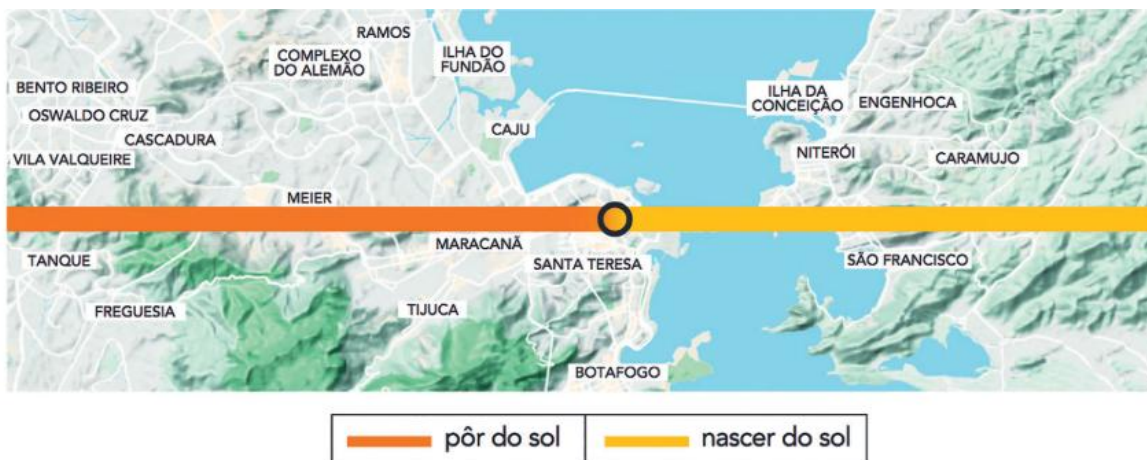 RAMOS
COMPLEXO
DO ALEMÃO
ILHA DO
FUNDÃO
BENTO RIBEIRO
OSWALDO CRUZ
CASCADURA
VILA VALQUEIRE
CAJU
ILHA DA
CONCEIÇÃO
ENGENHOCA
NITERÓI
CARAMUJO
MEIER
MARACANÃ
TANQUE
SANTA TERESA
SÃO FRANCISCO
FREGUESIA
TIJUCA
BOTAFOGO
pôr do sol
nascer do sol